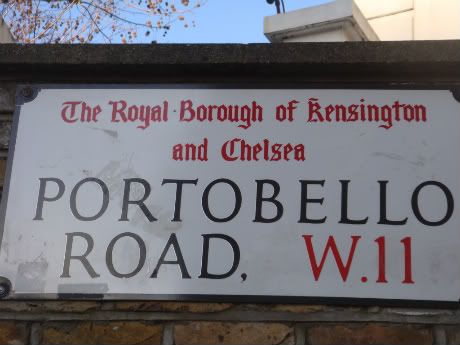 The Royal Borough of Kensington
and Chelsea
PORTOBELLO
ROAD, W.11